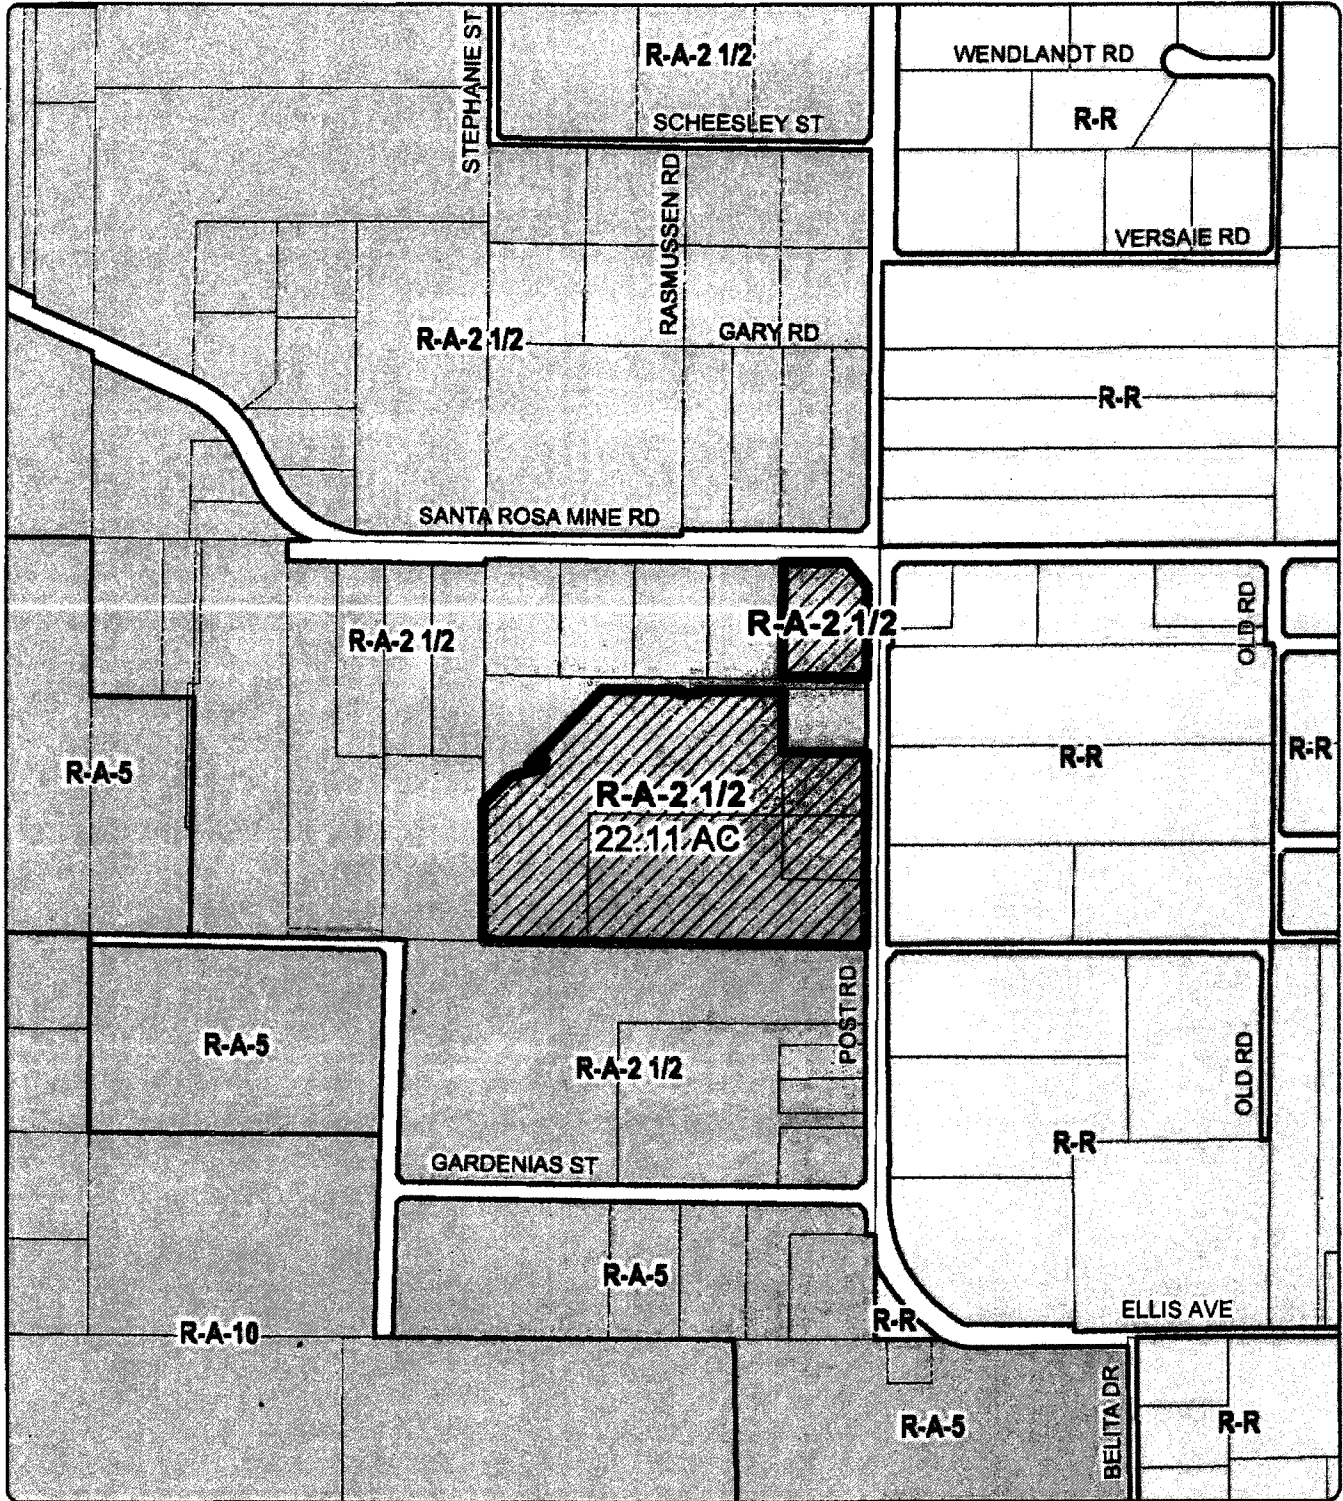 STEPHANIE ST
R-A-2 1/2
WENDLANDT RD
R-R
SCHEESLEY ST
RASMUSSEN RD
VERSAIE RD
R-A-2 1/2
GARY RD
R-R
SANTA ROSA MINE RD
R-A-2 1/2
R-A-2 1/2
OLD RD
R-A-5
R-R
R-R
R-A-2 1/2
22.11 AC
R-A-5
R-A-2 1/2
POST RD
OLD RD
R-R
GARDENIAS ST
R-A-5
R-R
ELLIS AVE
R-A-10
R-A-5
BELITA DR
R-R